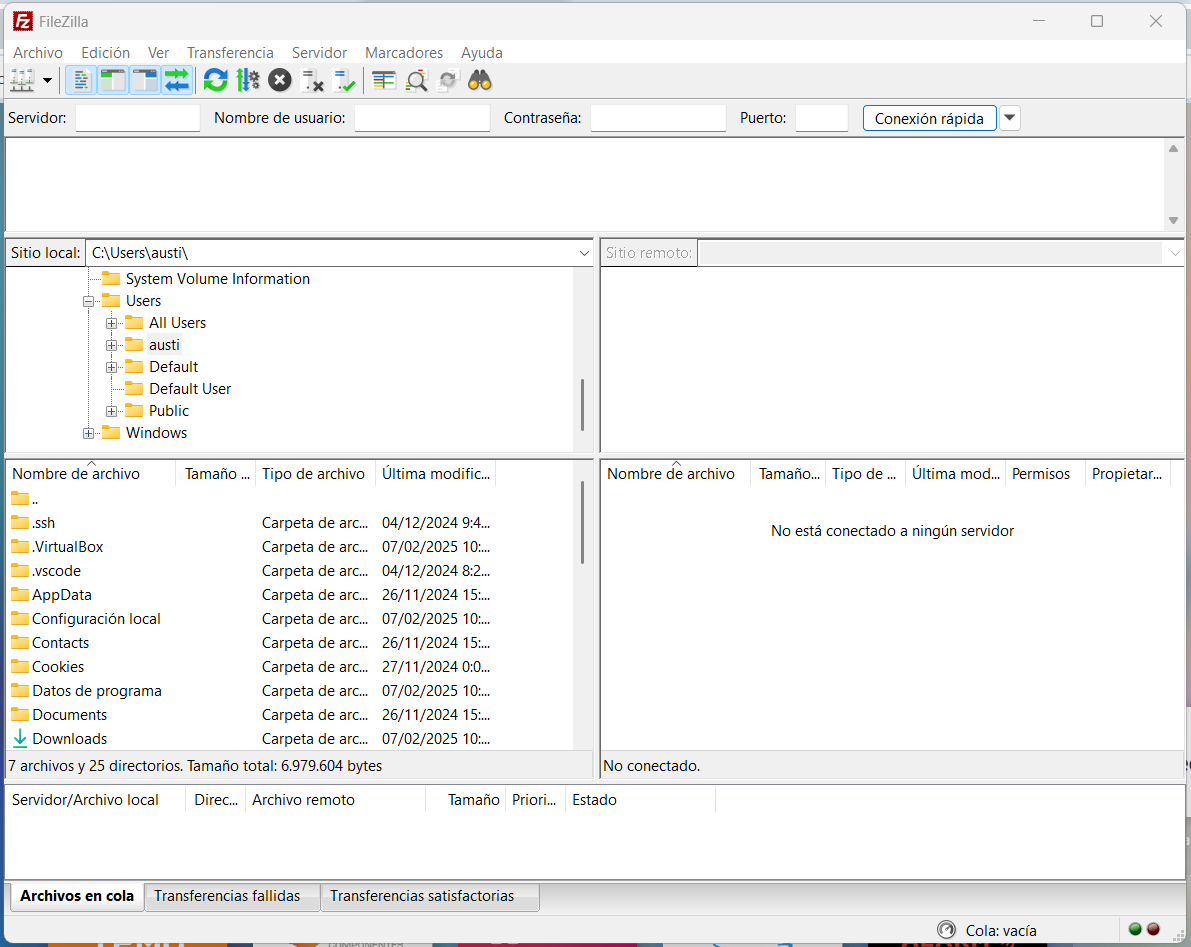 FileZilla
Archivo Edición Ver Transferencia Servidor Marcadores Ayuda
Servidor: Nombre de usuario: Contraseña: Puerto: Conexión rápida
Sitio local: C:\Users\austi\
Sitio remoto:
System Volume Information
Users
All Users
austi
Default
Default User
Public
Windows
Nombre de archivo Tamaño ... Tipo de archivo Última modific...
..
.ssh Carpeta de arc... 04/12/2024 9:4...
.VirtualBox Carpeta de arc... 07/02/2025 10:...
.vscode Carpeta de arc... 04/12/2024 8:2...
AppData Carpeta de arc... 26/11/2024 15:...
Configuración local Carpeta de arc... 07/02/2025 10:...
Contacts Carpeta de arc... 26/11/2024 15:...
Cookies Carpeta de arc... 27/11/2024 0:0...
Datos de programa Carpeta de arc... 07/02/2025 10:...
Documents Carpeta de arc... 26/11/2024 15:...
Downloads Carpeta de arc... 07/02/2025 10:...
7 archivos y 25 directorios. Tamaño total: 6.979.604 bytes
Nombre de archivo Tamaño... Tipo de ... Última mod... Permisos Propietar...
No está conectado a ningún servidor
No conectado.
Servidor/Archivo local Direc... Archivo remoto Tamaño Priori... Estado
Archivos en cola Transferencias fallidas Transferencias satisfactorias
Cola: vacía